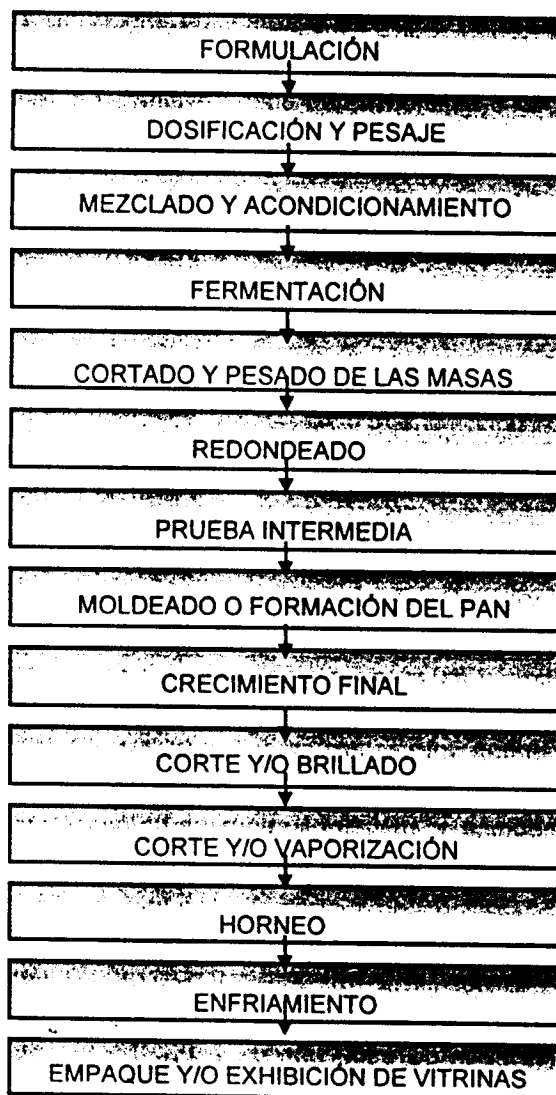 FORMULACIÓN
DOSIFICACIÓN Y PESAJE
MEZCLADO Y ACONDICIONAMIENTO
FERMENTACIÓN
CORTADO Y PESADO DE LAS MASAS
REDONDEADO
PRUEBA INTERMEDIA
MOLDEADO O FORMACIÓN DEL PAN
CRECIMIENTO FINAL
CORTE Y/O BRILLADO
CORTE Y/O VAPORIZACIÓN
HORNEO
ENFRIAMIENTO
EMPAQUE Y/O EXHIBICIÓN DE VITRINAS